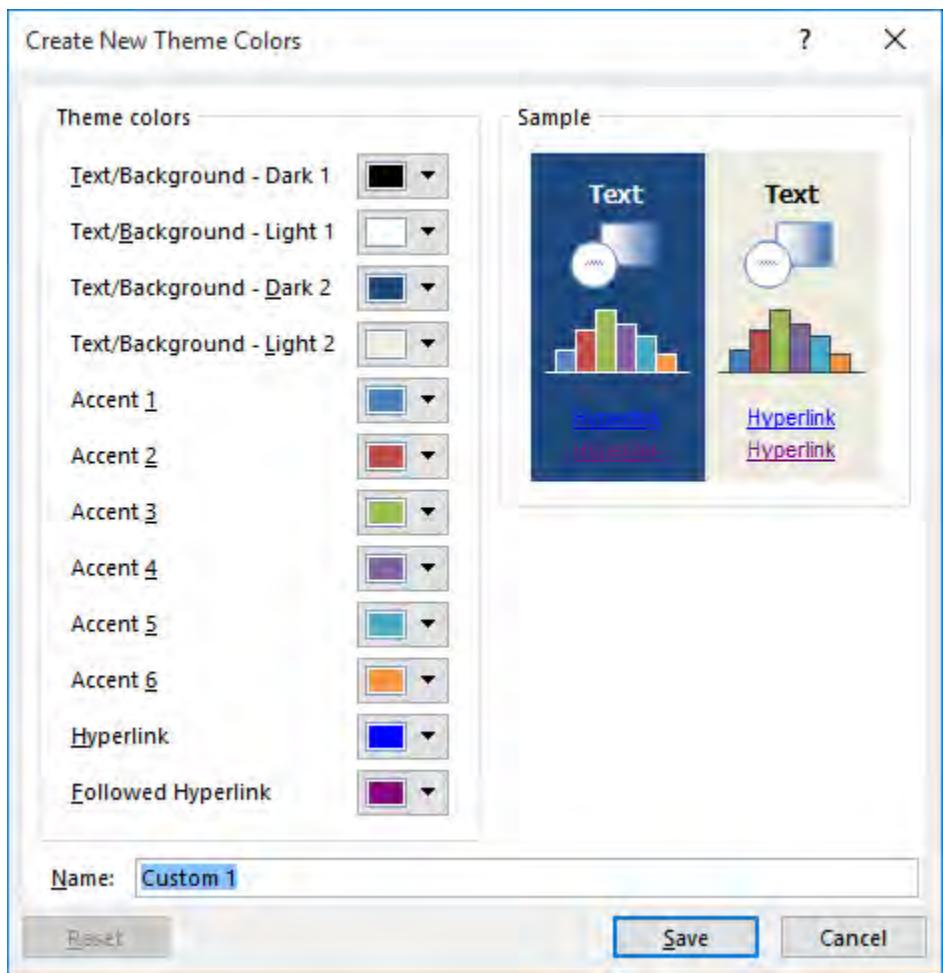 Create New Theme Colors ? ×
Theme colors
Text/Background - Dark 1
Text/Background - Light 1
Text/Background - Dark 2
Text/Background - Light 2
Accent 1
Accent 2
Accent 3
Accent 4
Accent 5
Accent 6
Hyperlink
Followed Hyperlink
Sample
Text Text
Hyperlink Hyperlink
Hyperlink Hyperlink
Name: Custom 1
Reset Save Cancel